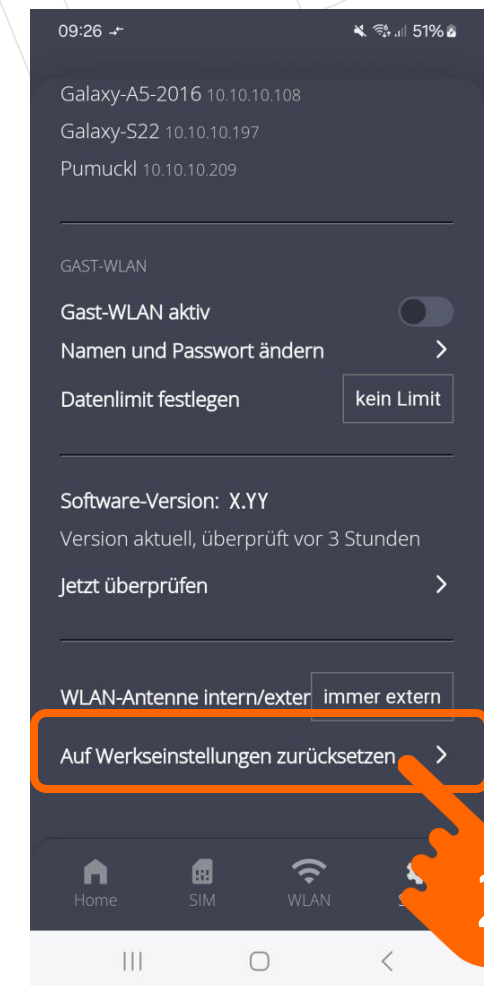 09:26 51%
Galaxy-A5-2016 10.10.10.108
Galaxy-S22 10.10.10.197
Pumuckl 10.10.10.209
GAST-WLAN
Gast-WLAN aktiv
Namen und Passwort ändern
Datenlimit festlegen kein Limit
Software-Version: X.YY
Version aktuell, überprüft vor 3 Stunden
Jetzt überprüfen
WLAN-Antenne intern/exter immer extern
Auf Werkseinstellungen zurücksetzen
Home SIM WLAN